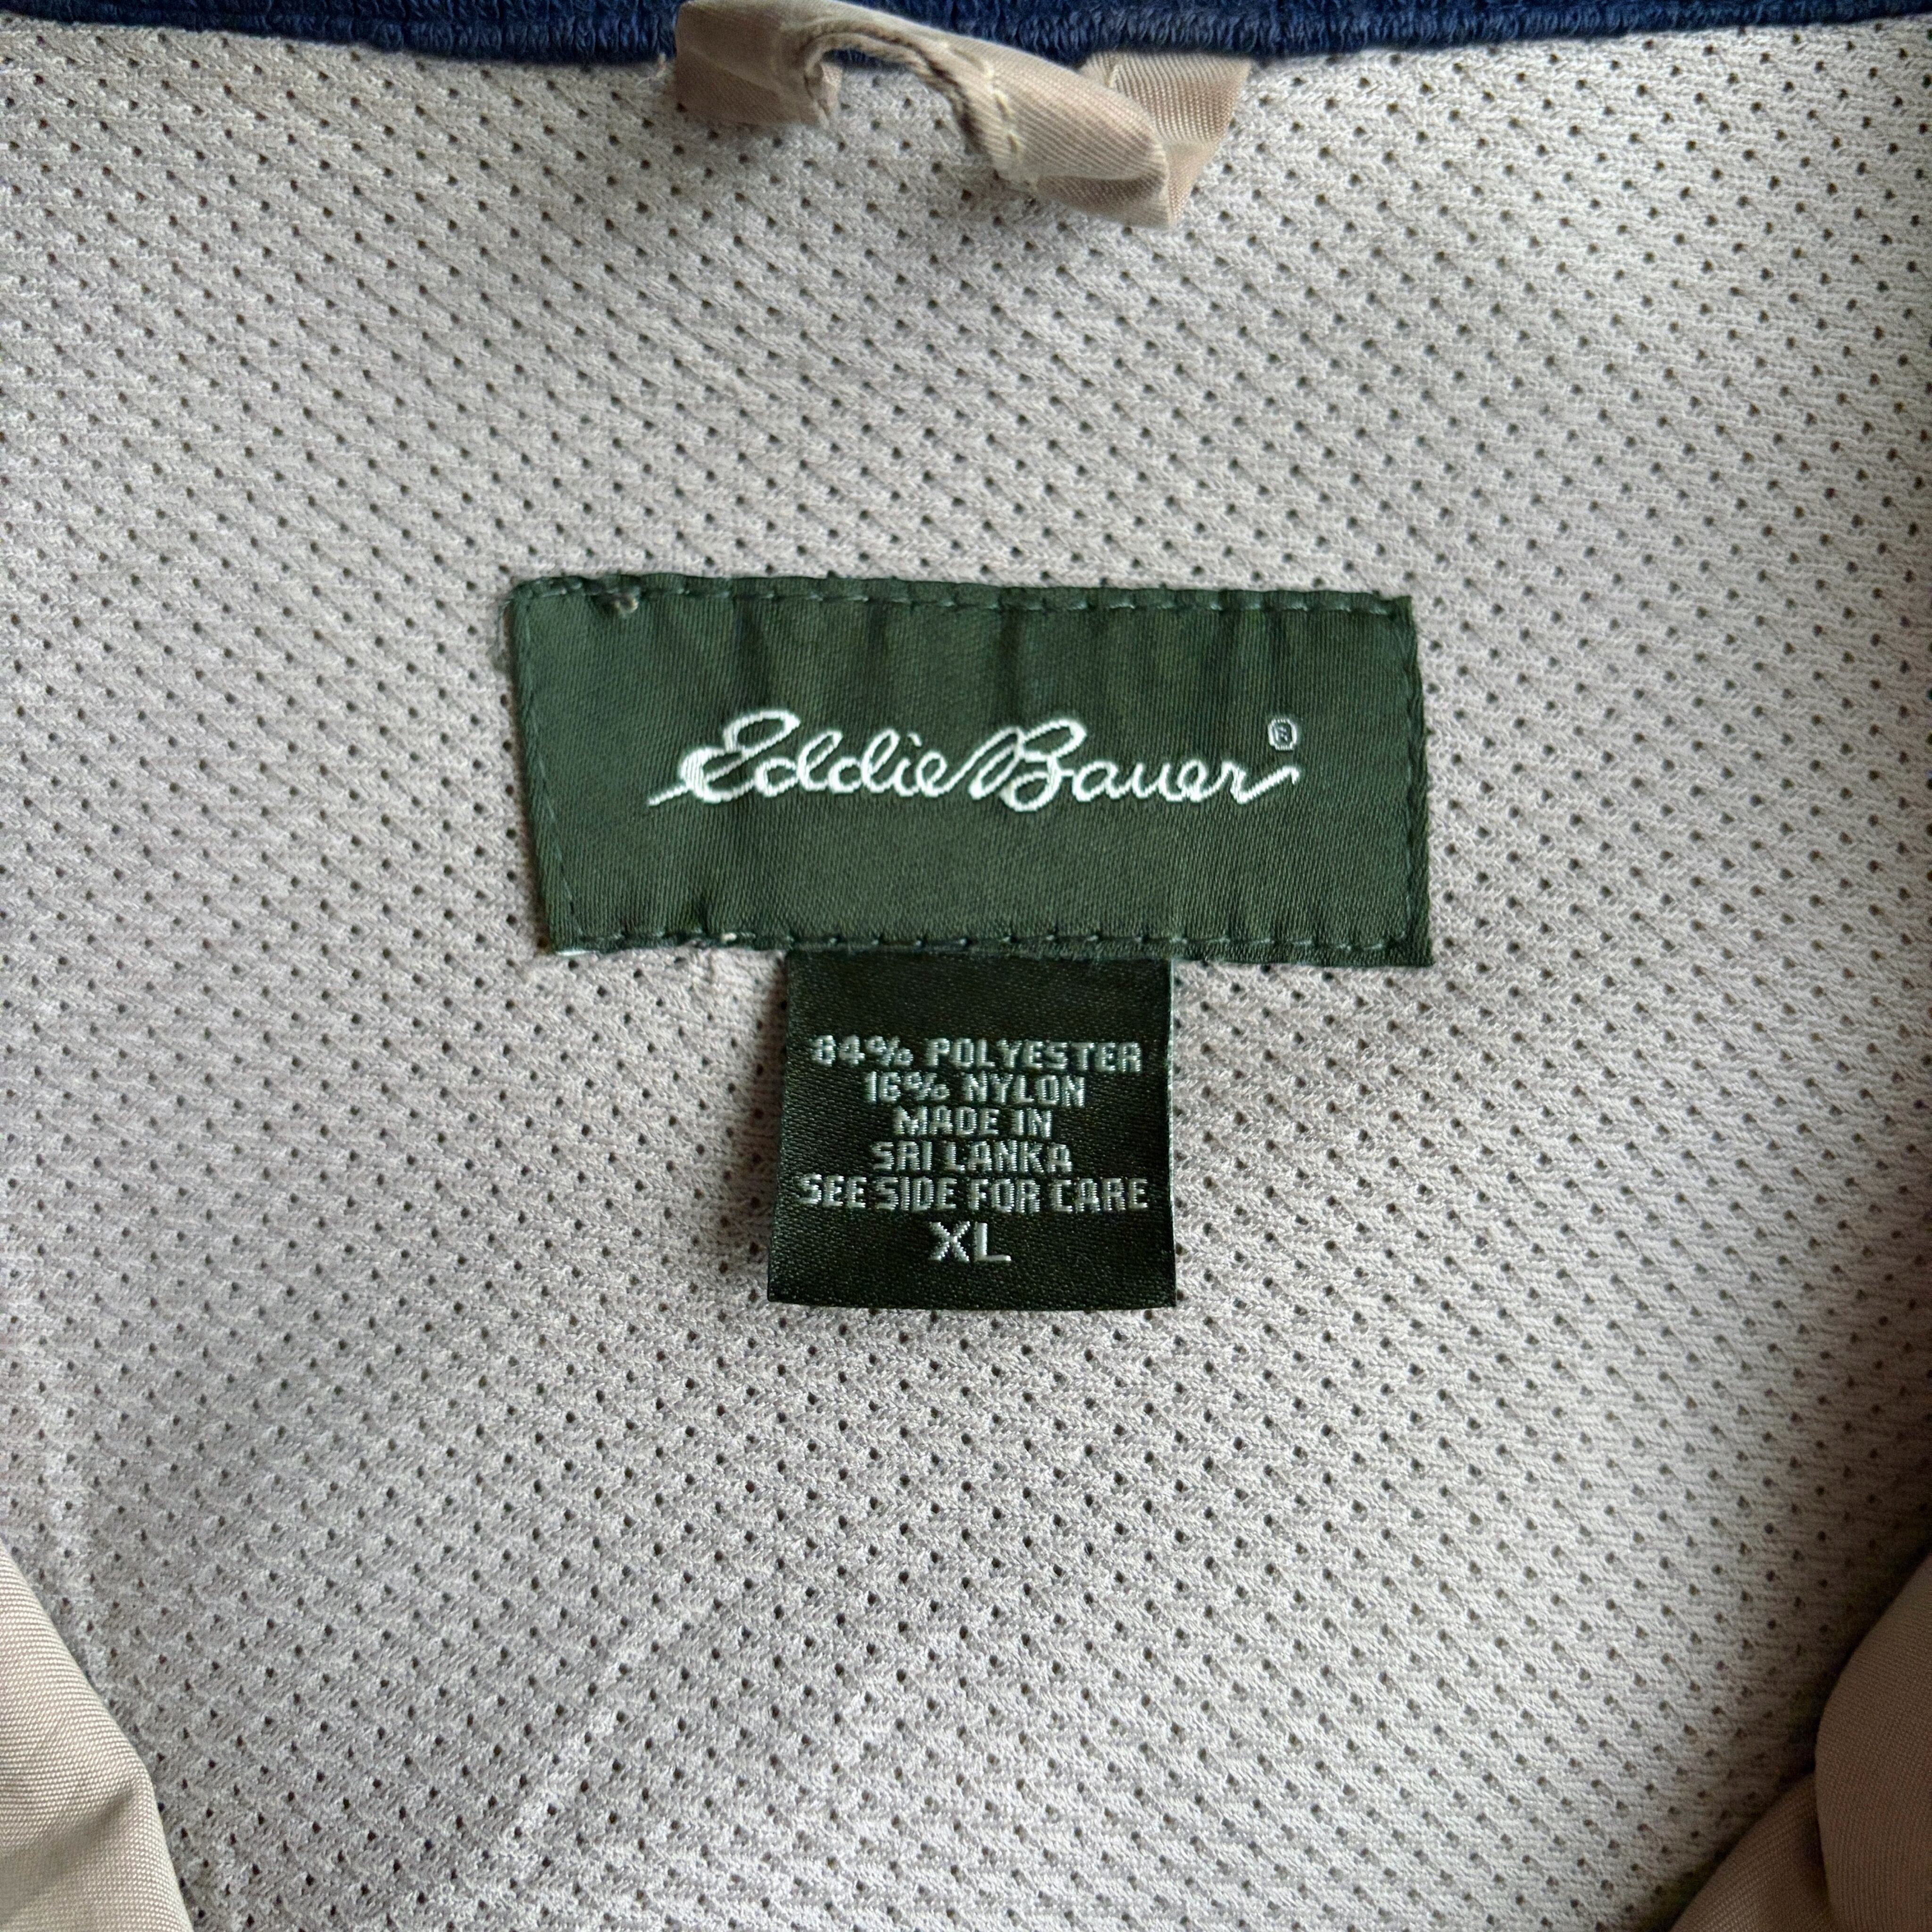 Eddie Bauer®
84% POLYESTER
16% NYLON
MADE IN
SRI LANKA
SEE SIDE FOR CARE
XL